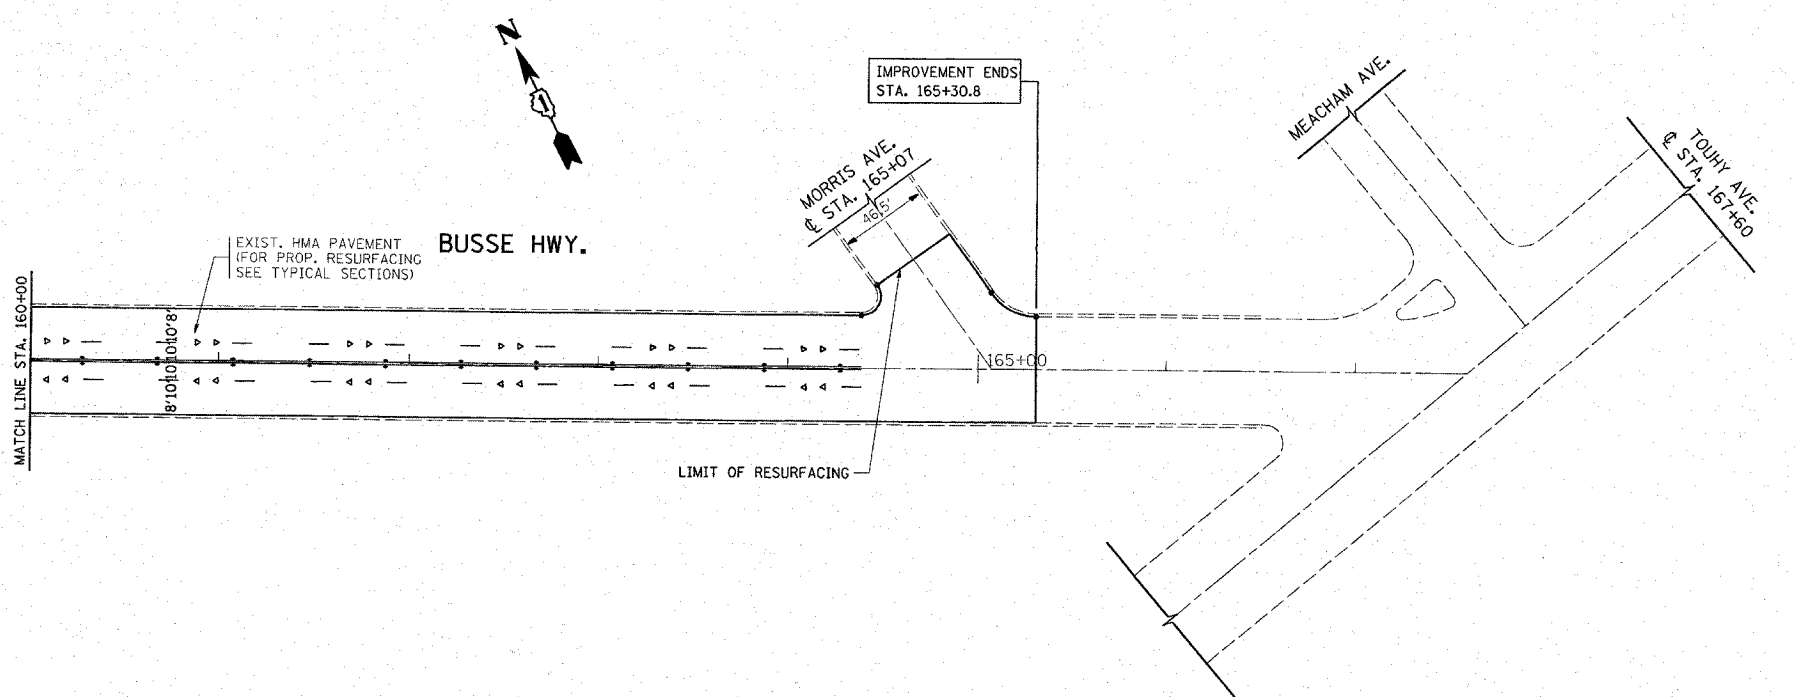 N
IMPROVEMENT ENDS
STA. 165+30.8
MEACHAM AVE.
TOUHY AVE.
℄ STA. 167+60
MORRIS AVE.
℄ STA. 165+07
46.5'
EXIST. HMA PAVEMENT
(FOR PROP. RESURFACING
SEE TYPICAL SECTIONS)
BUSSE HWY.
MATCH LINE STA. 160+00
8'10'10'10'10'8'
165+00
LIMIT OF RESURFACING